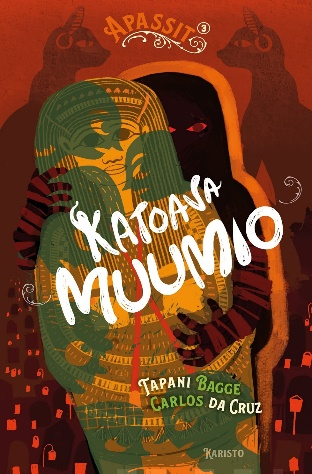 APASSIT 3
KATOAVA
MUUMIO
TAPANI BAGGE
CARLOS DA CRUZ
KARISTO